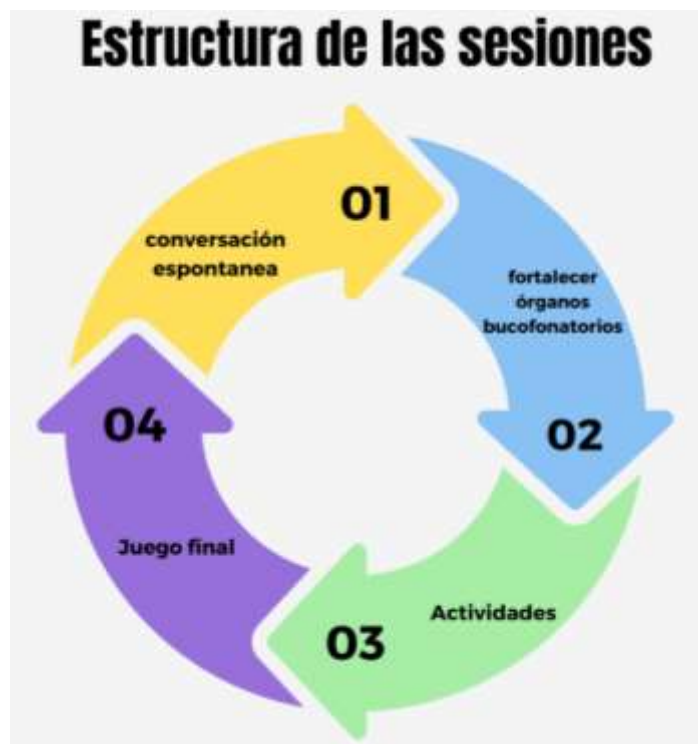 Estructura de las sesiones
01
conversación
espontanea
fortalecer
órganos
bucofonatorios
02
Actividades
03
Juego final
04